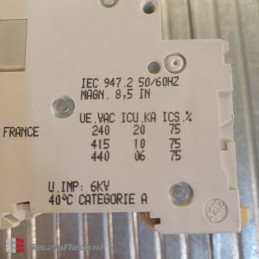 IEC 947.2 50/60HZ
MAGN. 8,5 IN
UE.VAC ICU.KA ICS.%
FRANCE
240 20 75
415 10 75
440 06 75
U.IMP: 6KV
40°C CATEGORIE A